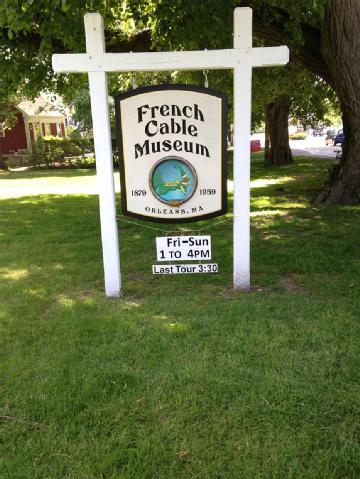 French
Cable
Museum
1879 1959
ORLEANS, MA
Fri-Sun
1 TO 4PM
Last Tour 3:30